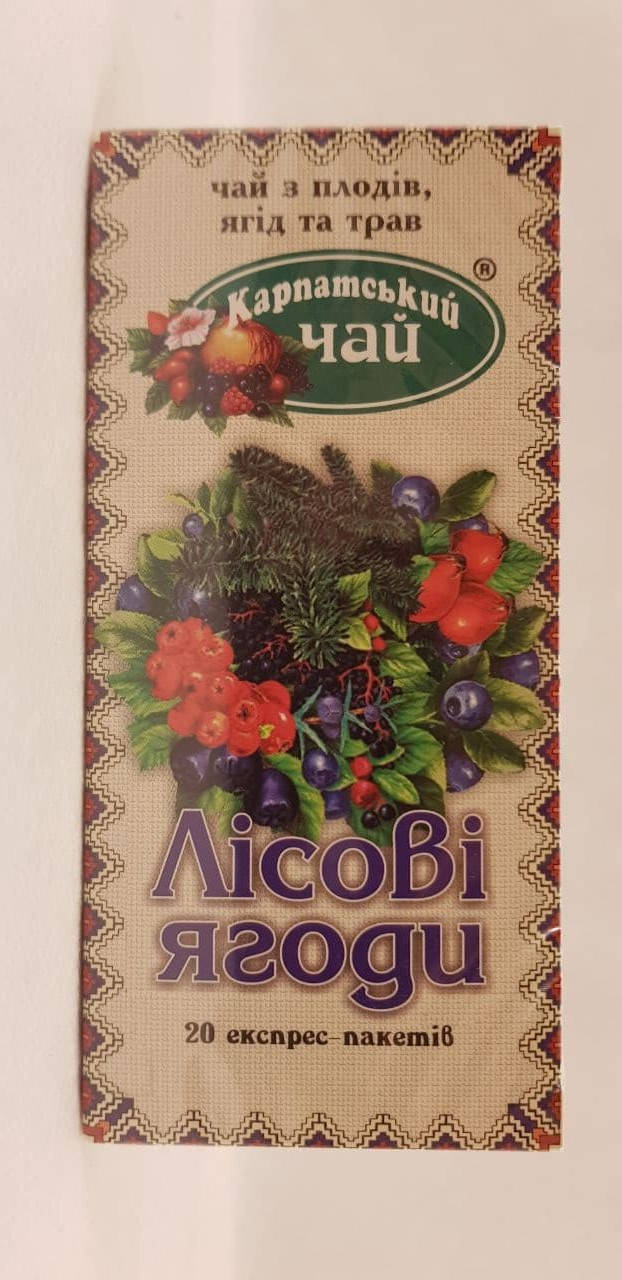 чай з плодів,
ягід та трав
®
Карпатський
чай
Лісові
ягоди
20 експрес-пакетів